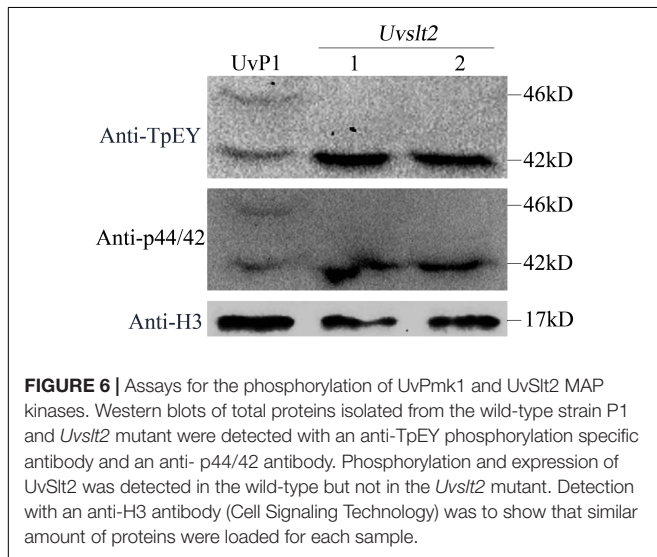 Uvslt2
UvP1 1 2
46kD
Anti-TpEY
42kD
46kD
Anti-p44/42
42kD
Anti-H3
17kD
FIGURE 6 | Assays for the phosphorylation of UvPmk1 and UvSlt2 MAP
kinases. Western blots of total proteins isolated from the wild-type strain P1
and Uvslt2 mutant were detected with an anti-TpEY phosphorylation specific
antibody and an anti- p44/42 antibody. Phosphorylation and expression of
UvSlt2 was detected in the wild-type but not in the Uvslt2 mutant. Detection
with an anti-H3 antibody (Cell Signaling Technology) was to show that similar
amount of proteins were loaded for each sample.